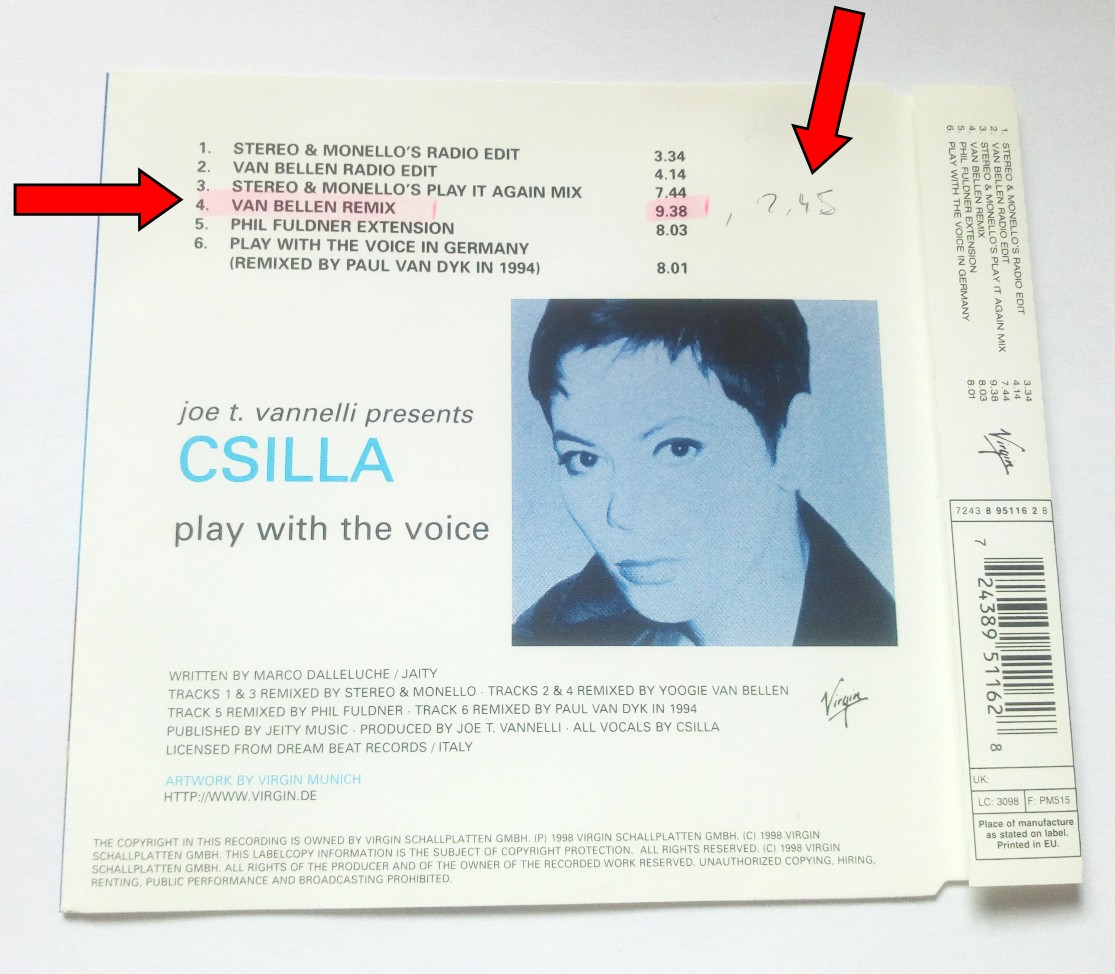 1. STEREO & MONELLO'S RADIO EDIT 3.34
2. VAN BELLEN RADIO EDIT 4.14
3. STEREO & MONELLO'S PLAY IT AGAIN MIX 7.44
4. VAN BELLEN REMIX 9.38 , 2,45
5. PHIL FULDNER EXTENSION 8.03
6. PLAY WITH THE VOICE IN GERMANY
(REMIXED BY PAUL VAN DYK IN 1994) 8.01
joe t. vannelli presents
CSILLA
play with the voice
WRITTEN BY MARCO DALLELUCHE / JAITY
TRACKS 1 & 3 REMIXED BY STEREO & MONELLO · TRACKS 2 & 4 REMIXED BY YOOGIE VAN BELLEN
TRACK 5 REMIXED BY PHIL FULDNER · TRACK 6 REMIXED BY PAUL VAN DYK IN 1994
PUBLISHED BY JEITY MUSIC · PRODUCED BY JOE T. VANNELLI · ALL VOCALS BY CSILLA
LICENSED FROM DREAM BEAT RECORDS / ITALY
Virgin
ARTWORK BY VIRGIN MUNICH
HTTP://WWW.VIRGIN.DE
THE COPYRIGHT IN THIS RECORDING IS OWNED BY VIRGIN SCHALLPLATTEN GMBH. (P) 1998 VIRGIN SCHALLPLATTEN GMBH. (C) 1998 VIRGIN
SCHALLPLATTEN GMBH. THIS LABELCOPY INFORMATION IS THE SUBJECT OF COPYRIGHT PROTECTION. ALL RIGHTS RESERVED. (C) 1998 VIRGIN
SCHALLPLATTEN GMBH. ALL RIGHTS OF THE PRODUCER AND OF THE OWNER OF THE RECORDED WORK RESERVED. UNAUTHORIZED COPYING, HIRING,
RENTING, PUBLIC PERFORMANCE AND BROADCASTING PROHIBITED.
1. STEREO & MONELLO'S RADIO EDIT 3.34
2. VAN BELLEN RADIO EDIT 4.14
3. STEREO & MONELLO'S PLAY IT AGAIN MIX 7.44
4. VAN BELLEN REMIX 9.38
5. PHIL FULDNER EXTENSION 8.03
6. PLAY WITH THE VOICE IN GERMANY 8.01
Virgin
7243 8 95116 2 8
7 24389 51162 8
UK:
LC: 3098 F: PM515
Place of manufacture
as stated on label.
Printed in EU.